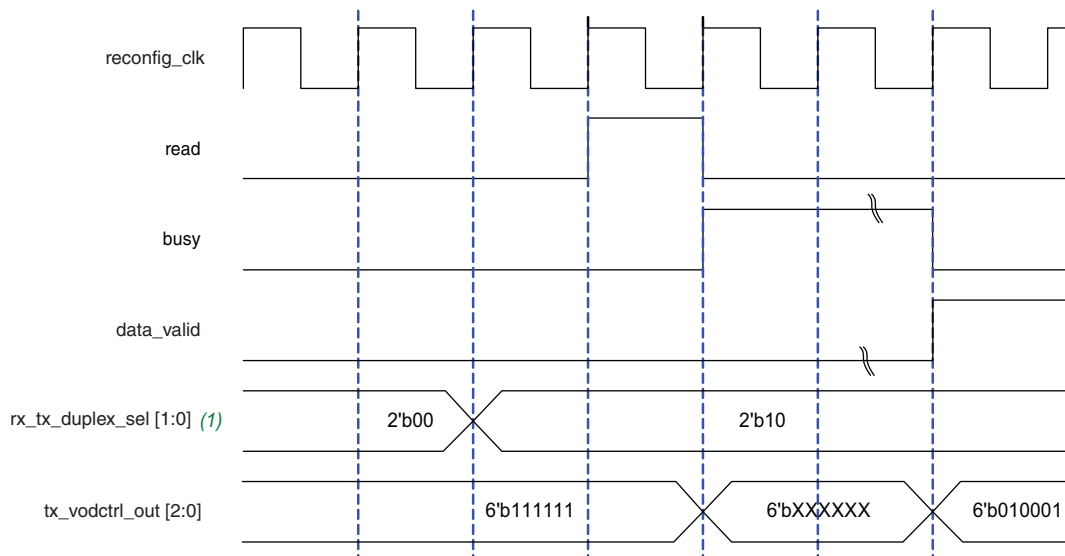 reconfig_clk
read
busy
data_valid
rx_tx_duplex_sel [1:0] (1) 2'b00 2'b10
tx_vodctrl_out [2:0] 6'b111111 6'bXXXXXX 6'b010001